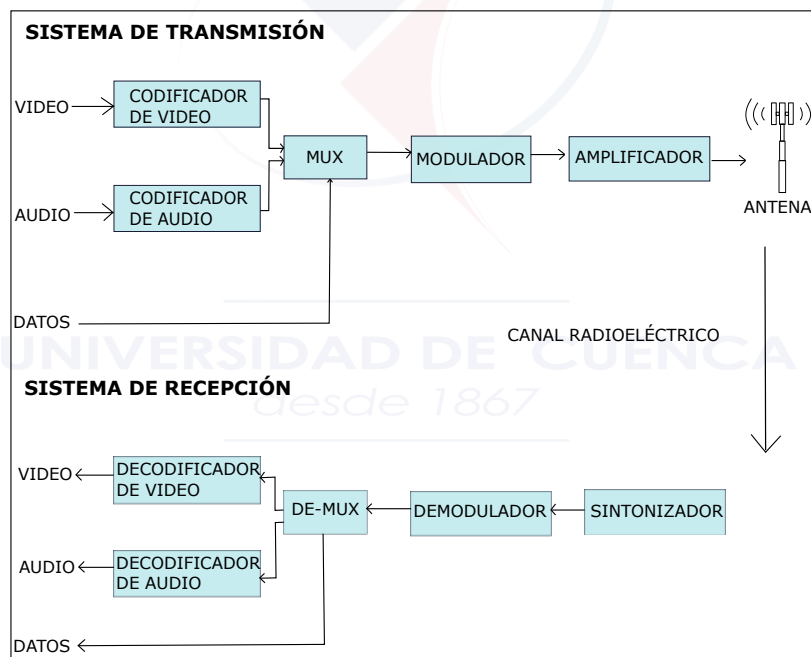 SISTEMA DE TRANSMISIÓN
VIDEO
CODIFICADOR
DE VIDEO
MUX
MODULADOR
AMPLIFICADOR
ANTENA
AUDIO
CODIFICADOR
DE AUDIO
DATOS
CANAL RADIOELÉCTRICO
UNIVERSIDAD DE CUENCA
desde 1867
SISTEMA DE RECEPCIÓN
VIDEO
DECODIFICADOR
DE VIDEO
DE-MUX
DEMODULADOR
SINTONIZADOR
AUDIO
DECODIFICADOR
DE AUDIO
DATOS